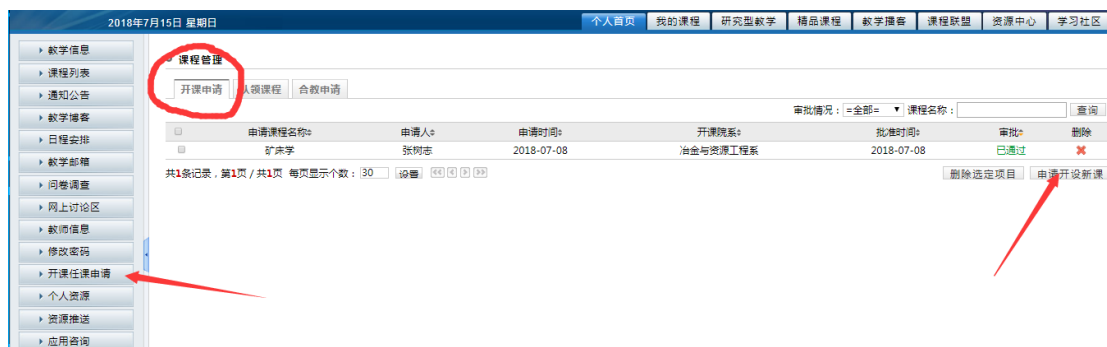 2018年7月15日 星期日 个人首页 我的课程 研究型教学 精品课程 教学播客 课程联盟 资源中心 学习社区
教学信息
课程列表
通知公告
教学博客
日程安排
教学邮箱
问卷调查
网上讨论区
教师信息
修改密码
开课任课申请
个人资源
资源推送
应用咨询
课程管理
开课申请 认领课程 合教申请
审批情况：=全部= 课程名称： 查询
申请课程名称 申请人 申请时间 开课院系 批准时间 审批 删除
矿床学 张树志 2018-07-08 冶金与资源工程系 2018-07-08 已通过
共1条记录，第1页/共1页 每页显示个数：30 设置
删除选定项目 申请开设新课